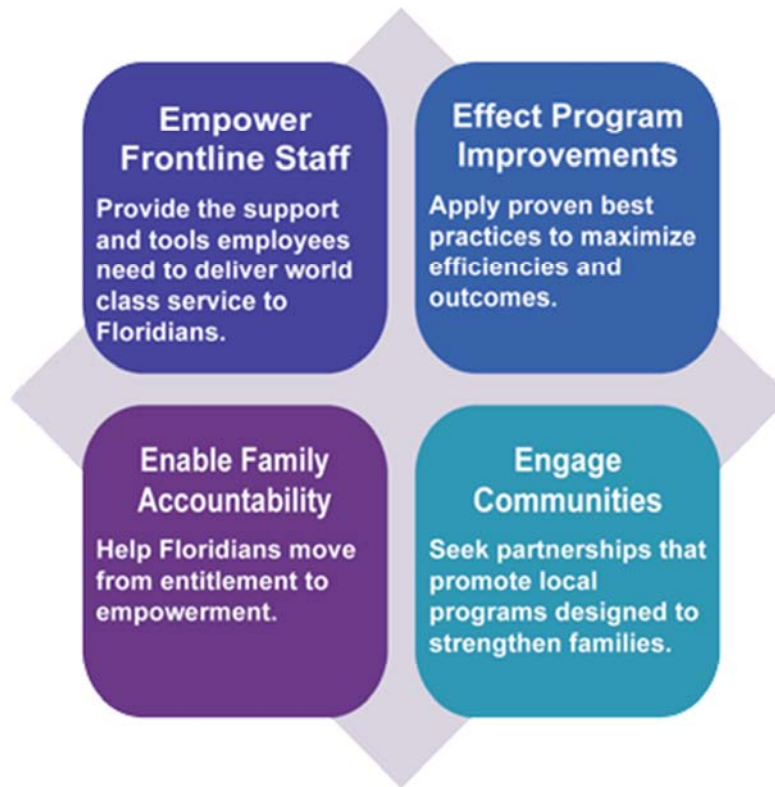 Empower
Frontline Staff
Provide the support
and tools employees
need to deliver world
class service to
Floridians.
Effect Program
Improvements
Apply proven best
practices to maximize
efficiencies and
outcomes.
Enable Family
Accountability
Help Floridians move
from entitlement to
empowerment.
Engage
Communities
Seek partnerships that
promote local
programs designed to
strengthen families.